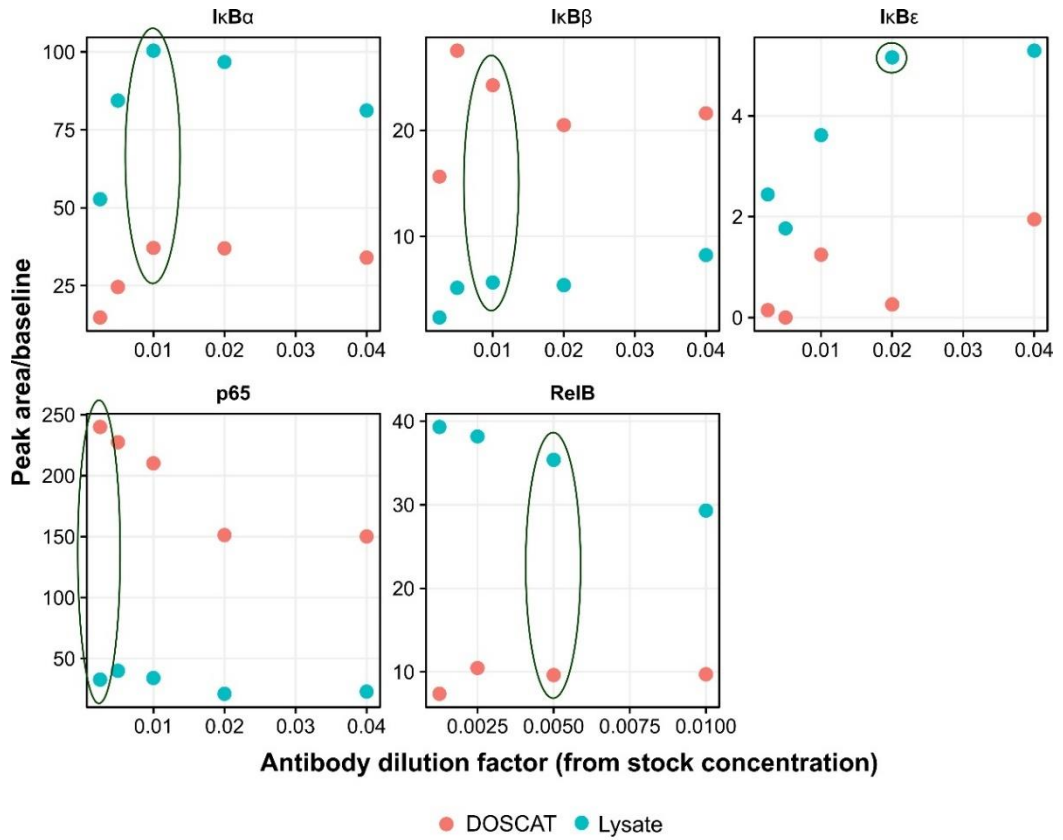 IκBα
IκBβ
IκBε
100
75
50
25
20
10
4
2
0
0.01 0.02 0.03 0.04
0.01 0.02 0.03 0.04
0.01 0.02 0.03 0.04
Peak area/baseline
p65
RelB
250
200
150
100
50
40
30
20
10
0.01 0.02 0.03 0.04
0.0025 0.0050 0.0075 0.0100
Antibody dilution factor (from stock concentration)
DOSCAT Lysate